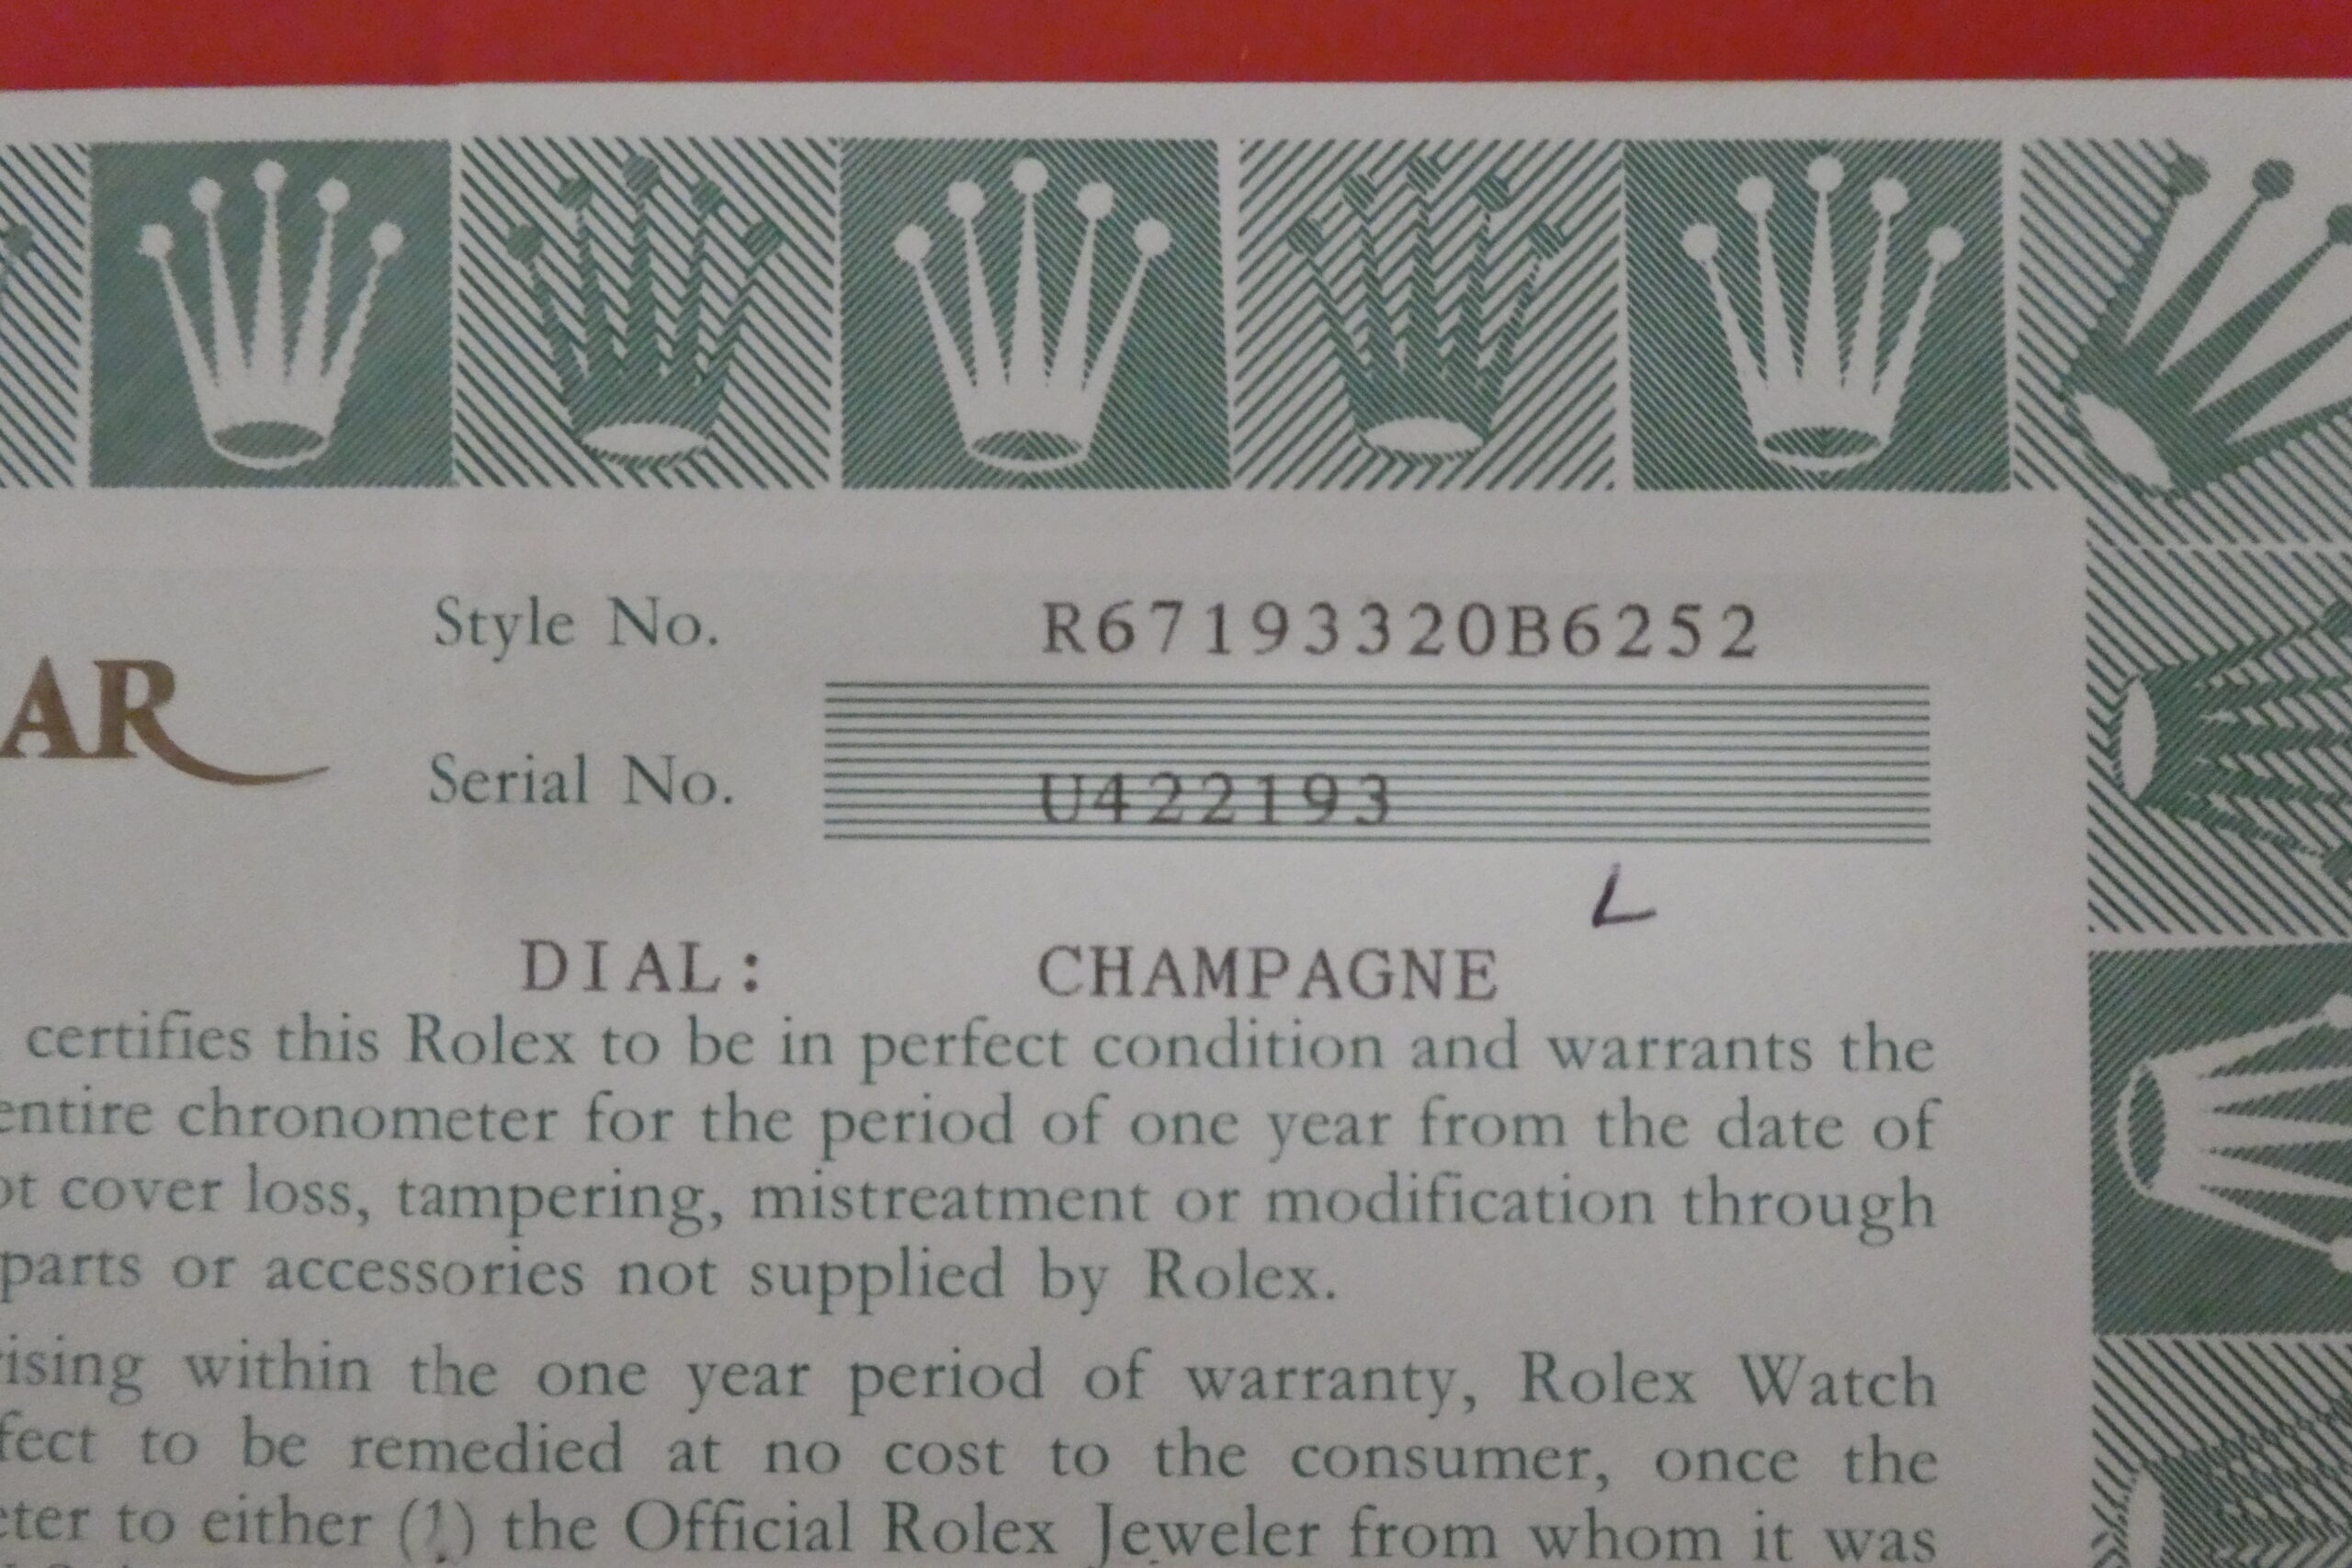 Style No. R67193320B6252
AR
Serial No. U422193
L
DIAL: CHAMPAGNE
certifies this Rolex to be in perfect condition and warrants the
entire chronometer for the period of one year from the date of
ot cover loss, tampering, mistreatment or modification through
parts or accessories not supplied by Rolex.
rising within the one year period of warranty, Rolex Watch
fect to be remedied at no cost to the consumer, once the
eter to either (1) the Official Rolex Jeweler from whom it was